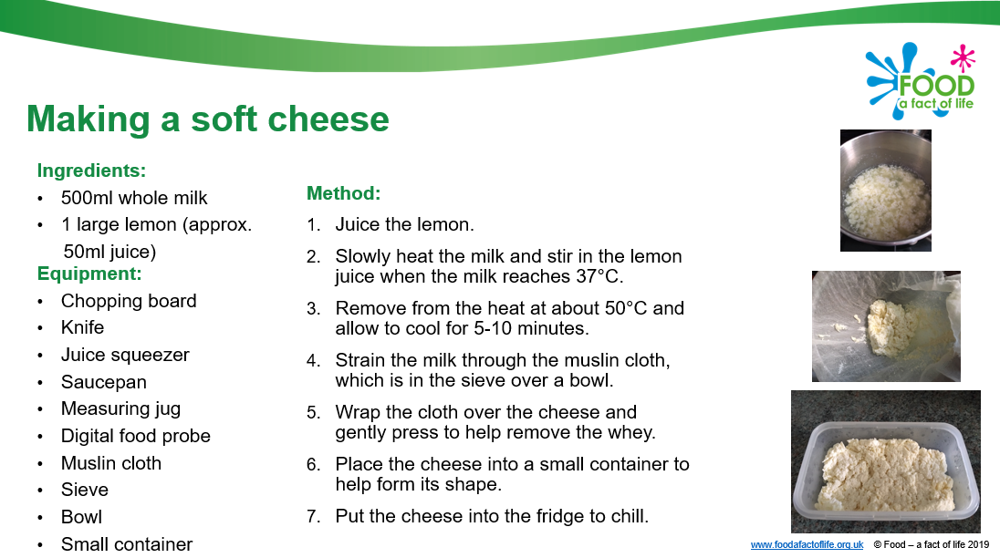 FOOD
a fact of life
Making a soft cheese
Ingredients:
• 500ml whole milk
• 1 large lemon (approx.
50ml juice)
Equipment:
• Chopping board
• Knife
• Juice squeezer
• Saucepan
• Measuring jug
• Digital food probe
• Muslin cloth
• Sieve
• Bowl
• Small container
Method:
1. Juice the lemon.
2. Slowly heat the milk and stir in the lemon
juice when the milk reaches 37°C.
3. Remove from the heat at about 50°C and
allow to cool for 5-10 minutes.
4. Strain the milk through the muslin cloth,
which is in the sieve over a bowl.
5. Wrap the cloth over the cheese and
gently press to help remove the whey.
6. Place the cheese into a small container to
help form its shape.
7. Put the cheese into the fridge to chill.
www.foodafactoflife.org.uk © Food – a fact of life 2019